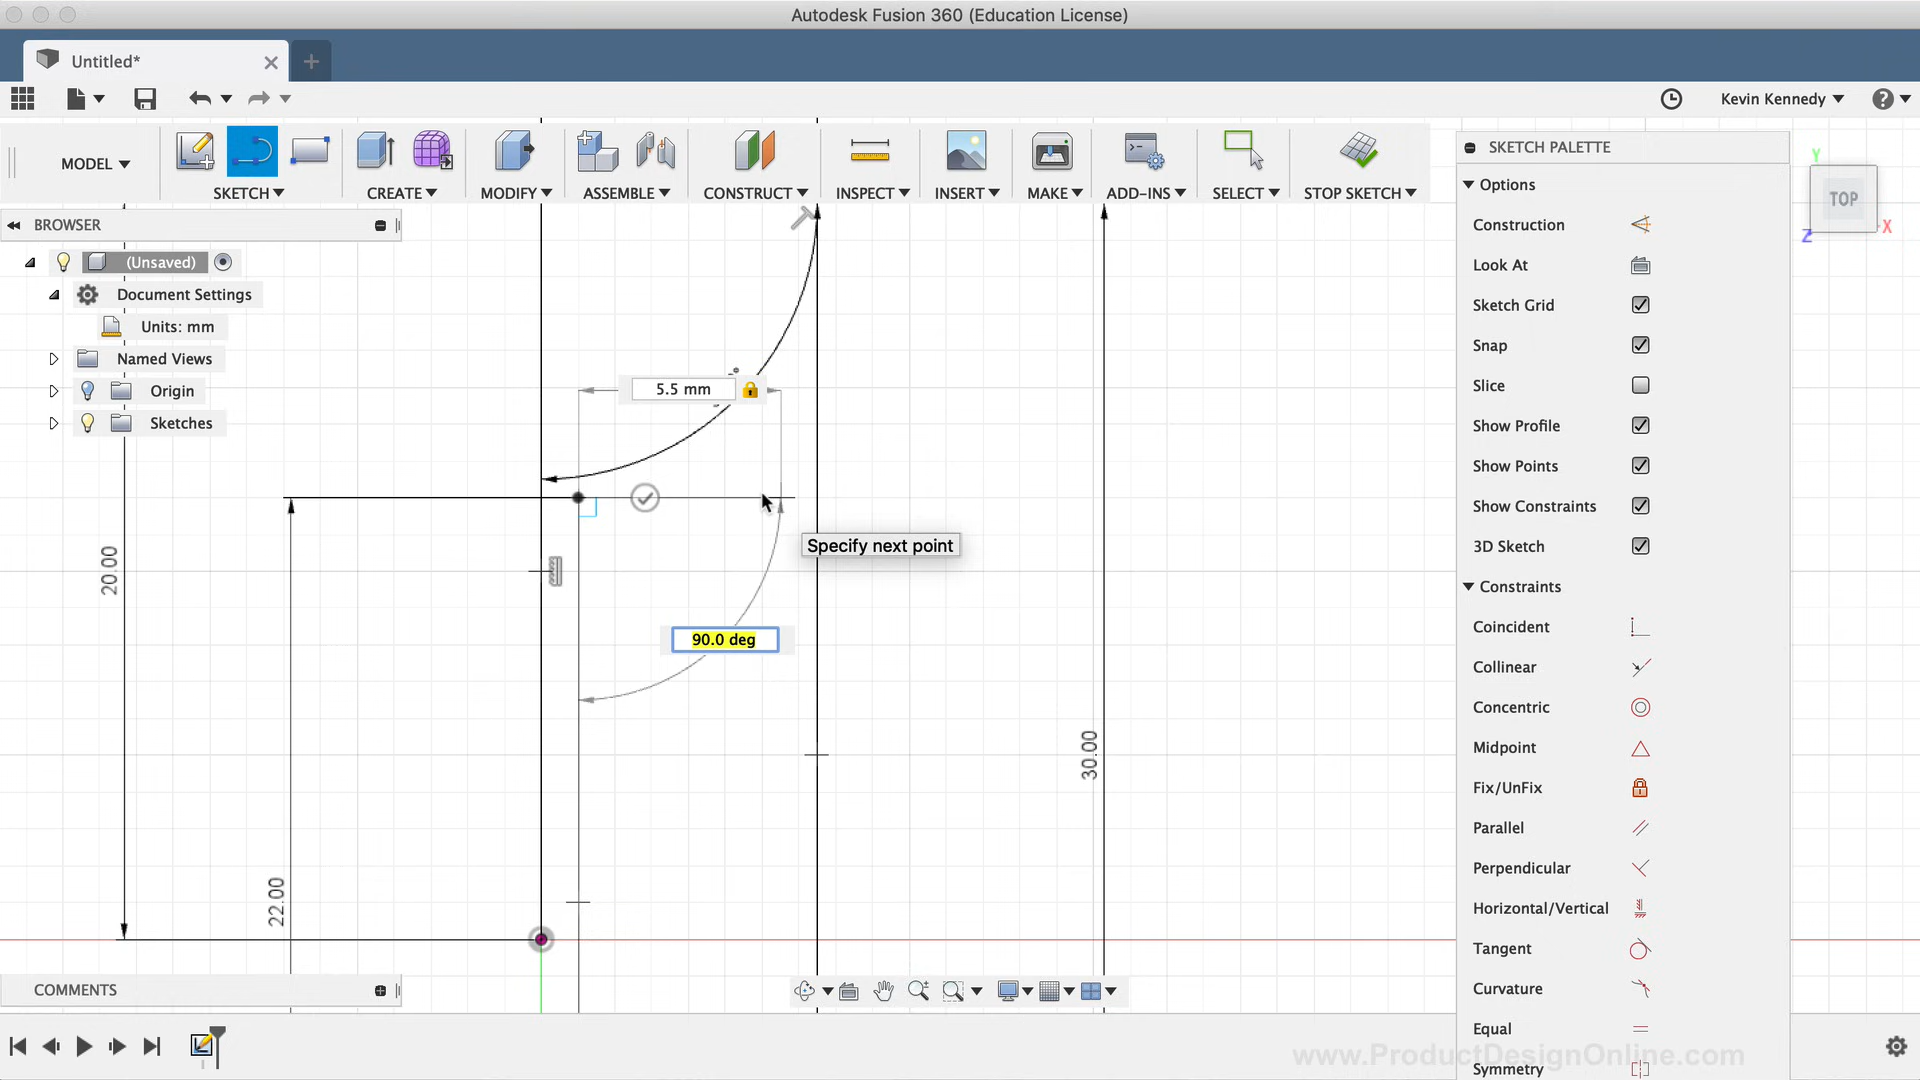 Autodesk Fusion 360 (Education License)
Untitled*
Kevin Kennedy
MODEL
SKETCH
CREATE
MODIFY
ASSEMBLE
CONSTRUCT
INSPECT
INSERT
MAKE
ADD-INS
SELECT
STOP SKETCH
BROWSER
(Unsaved)
Document Settings
Units: mm
Named Views
Origin
Sketches
5.5 mm
Specify next point
90.0 deg
20.00
22.00
30.00
SKETCH PALETTE
Options
Construction
Look At
Sketch Grid
Snap
Slice
Show Profile
Show Points
Show Constraints
3D Sketch
Constraints
Coincident
Collinear
Concentric
Midpoint
Fix/UnFix
Parallel
Perpendicular
Horizontal/Vertical
Tangent
Curvature
Equal
Symmetry
Y
TOP
X
Z
COMMENTS
www.ProductDesignOnline.com